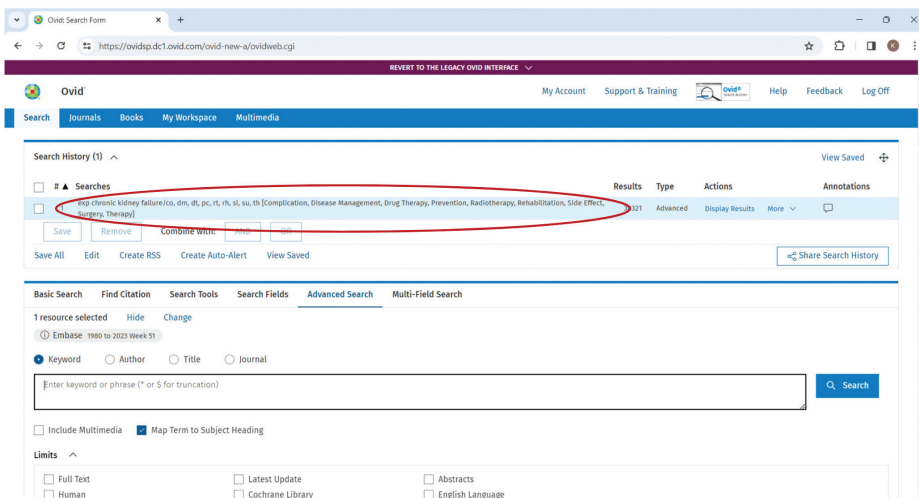 Ovid: Search Form
https://ovidsp.dc1.ovid.com/ovid-new-a/ovidweb.cgi
K
REVERT TO THE LEGACY OVID INTERFACE
Ovid
My Account Support & Training Ovid® Help Feedback Log Off
Search Journals Books My Workspace Multimedia
Search History (1)
View Saved
# ▲ Searches Results Type Actions Annotations
1 exp chronic kidney failure/co, dm, dt, pc, rt, rh, si, su, th [Complication, Disease Management, Drug Therapy, Prevention, Radiotherapy, Rehabilitation, Side Effect, 321 Advanced Display Results More
Surgery, Therapy]
Save Remove Combine with: AND OR
Save All Edit Create RSS Create Auto-Alert View Saved Share Search History
Basic Search Find Citation Search Tools Search Fields Advanced Search Multi-Field Search
1 resource selected Hide Change
Embase 1980 to 2023 Week 51
Keyword Author Title Journal
Enter keyword or phrase (* or $ for truncation)
Search
Include Multimedia Map Term to Subject Heading
Limits
Full Text Latest Update Abstracts
Human Cochrane Library English Language